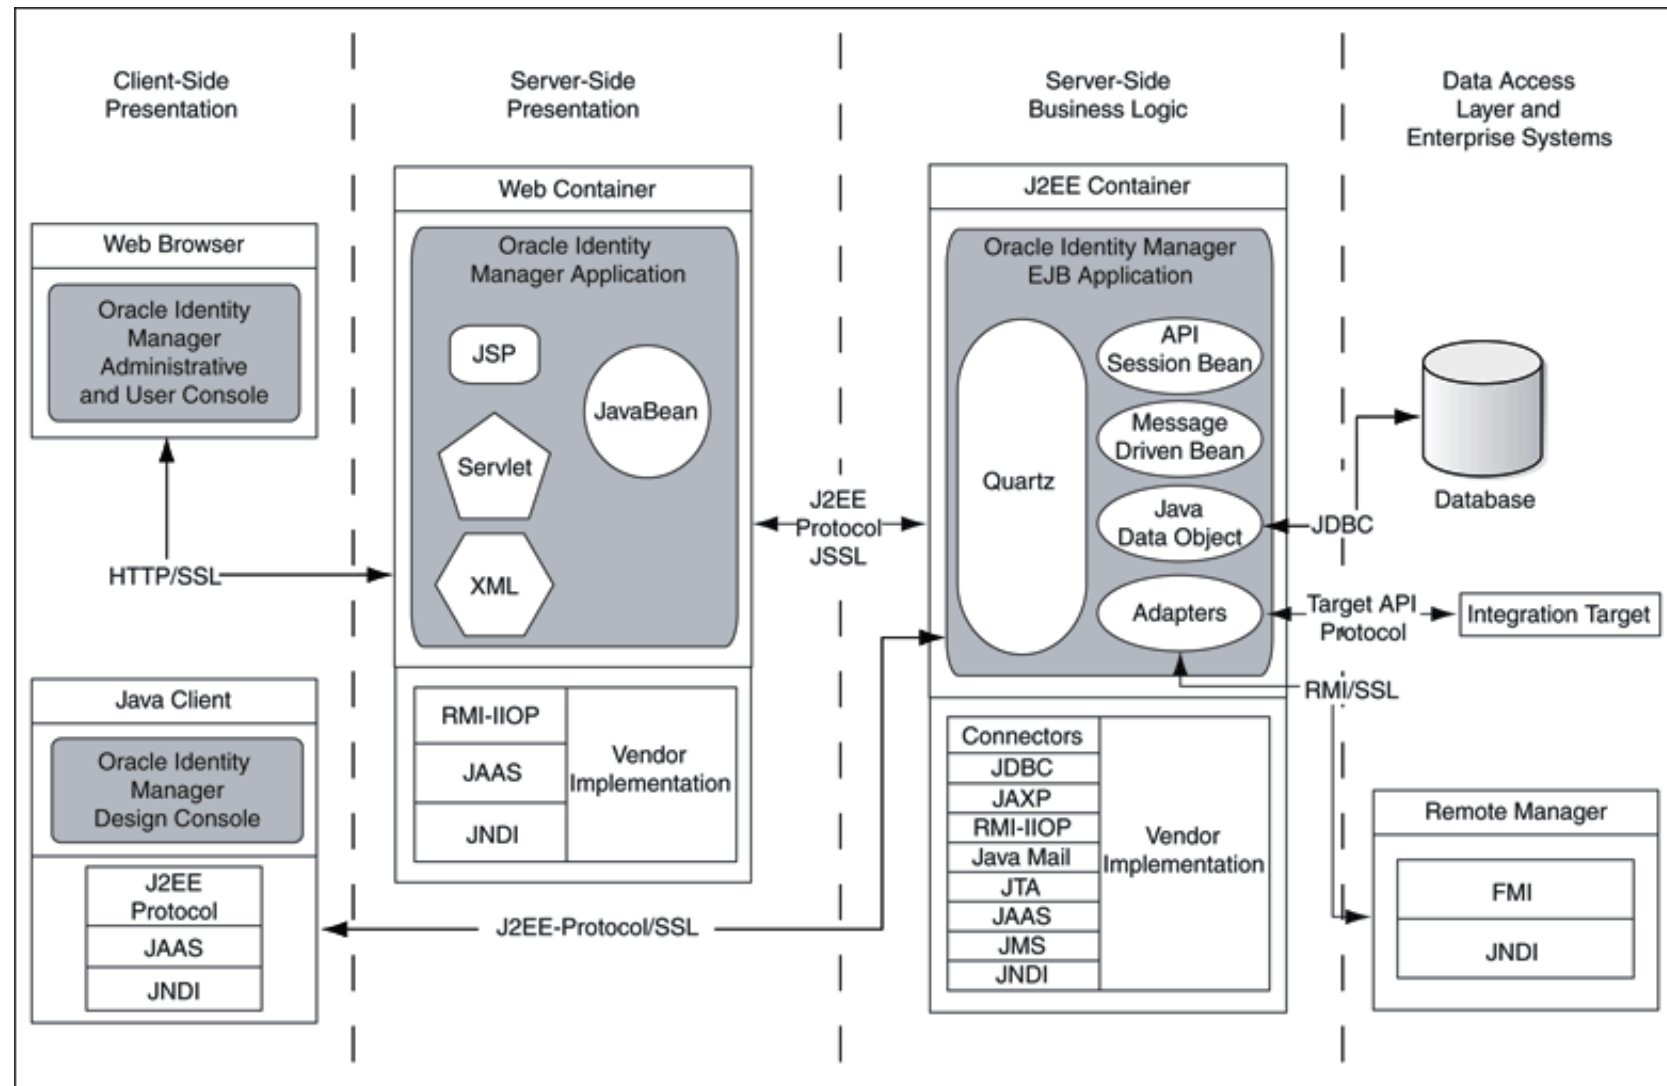 Client-Side
Presentation
Server-Side
Presentation
Server-Side
Business Logic
Data Access
Layer and
Enterprise Systems
Web Browser
Oracle Identity
Manager
Administrative
and User Console
HTTP/SSL
Java Client
Oracle Identity
Manager
Design Console
J2EE
Protocol
JAAS
JNDI
Web Container
Oracle Identity
Manager Application
JSP
JavaBean
Servlet
XML
RMI-IIOP
JAAS
JNDI
Vendor
Implementation
J2EE
Protocol
JSSL
J2EE-Protocol/SSL
J2EE Container
Oracle Identity Manager
EJB Application
Quartz
API
Session Bean
Message
Driven Bean
Java
Data Object
Adapters
Connectors
JDBC
JAXP
RMI-IIOP
Java Mail
JTA
JAAS
JMS
JNDI
Vendor
Implementation
JDBC
Database
Target API
Protocol
Integration Target
RMI/SSL
Remote Manager
FMI
JNDI